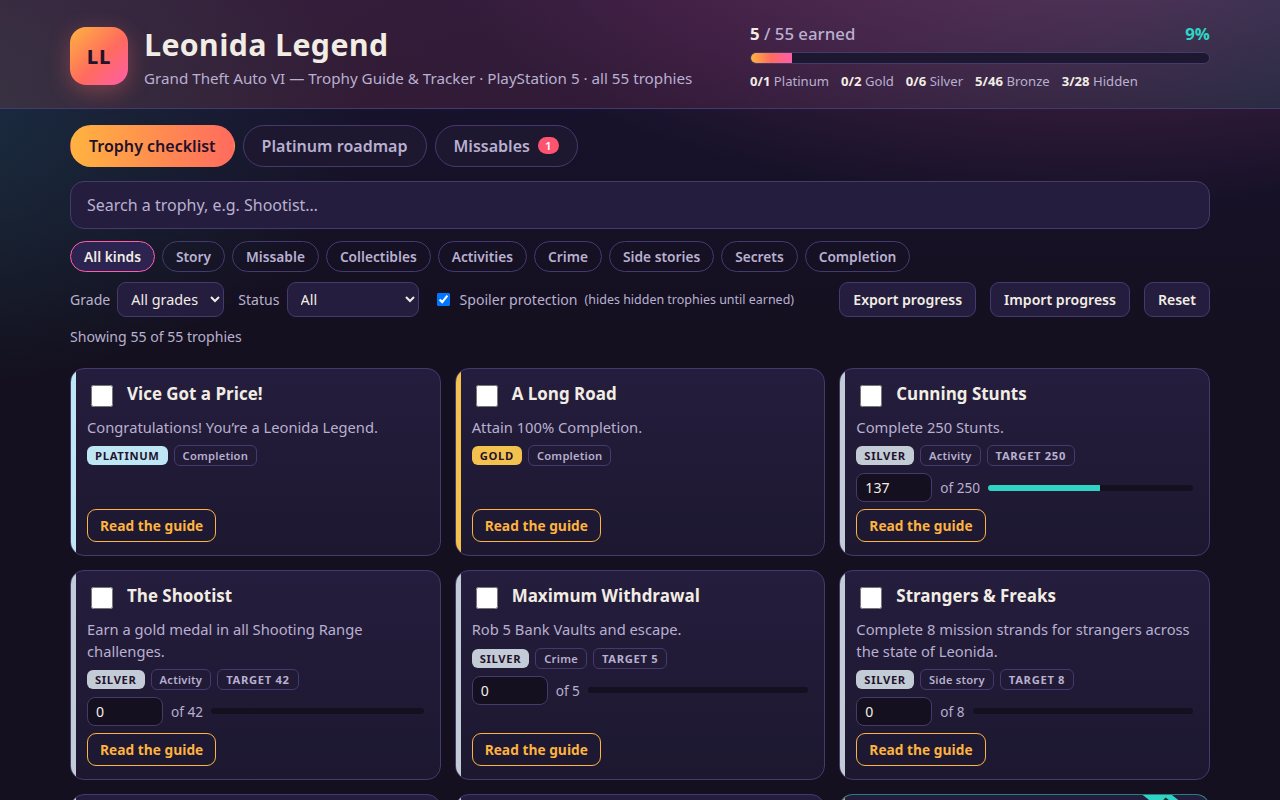 LL
Leonida Legend
Grand Theft Auto VI — Trophy Guide & Tracker · PlayStation 5 · all 55 trophies
5 / 55 earned
9%
0/1 Platinum 0/2 Gold 0/6 Silver 5/46 Bronze 3/28 Hidden
Trophy checklist
Platinum roadmap
Missables 1
Search a trophy, e.g. Shootist...
All kinds
Story
Missable
Collectibles
Activities
Crime
Side stories
Secrets
Completion
Grade All grades
Status All
Spoiler protection (hides hidden trophies until earned)
Export progress
Import progress
Reset
Showing 55 of 55 trophies
Vice Got a Price!
Congratulations! You’re a Leonida Legend.
PLATINUM Completion
Read the guide
A Long Road
Attain 100% Completion.
GOLD Completion
Read the guide
Cunning Stunts
Complete 250 Stunts.
SILVER Activity TARGET 250
137 of 250
Read the guide
The Shootist
Earn a gold medal in all Shooting Range
challenges.
SILVER Activity TARGET 42
0 of 42
Read the guide
Maximum Withdrawal
Rob 5 Bank Vaults and escape.
SILVER Crime TARGET 5
0 of 5
Read the guide
Strangers & Freaks
Complete 8 mission strands for strangers across
the state of Leonida.
SILVER Side story TARGET 8
0 of 8
Read the guide